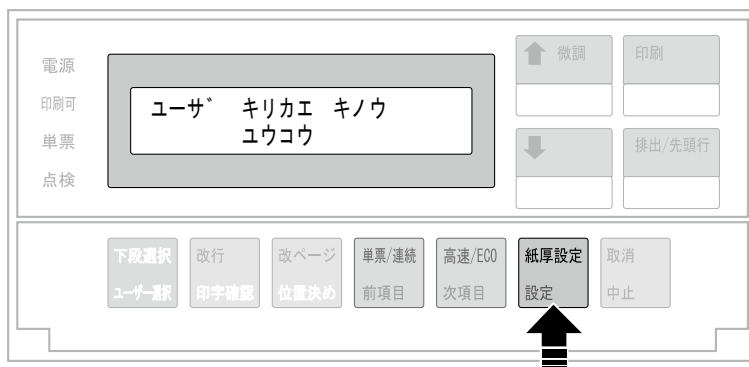 電源
印刷可
単票
点検
ユーザ゛ キリカエ キノウ
ユウコウ
微調
印刷
排出/先頭行
下段選択
ユーザー選択
改行
印字確認
改ページ
位置決め
単票/連続
前項目
高速/ECO
次項目
紙厚設定
設定
取消
中止